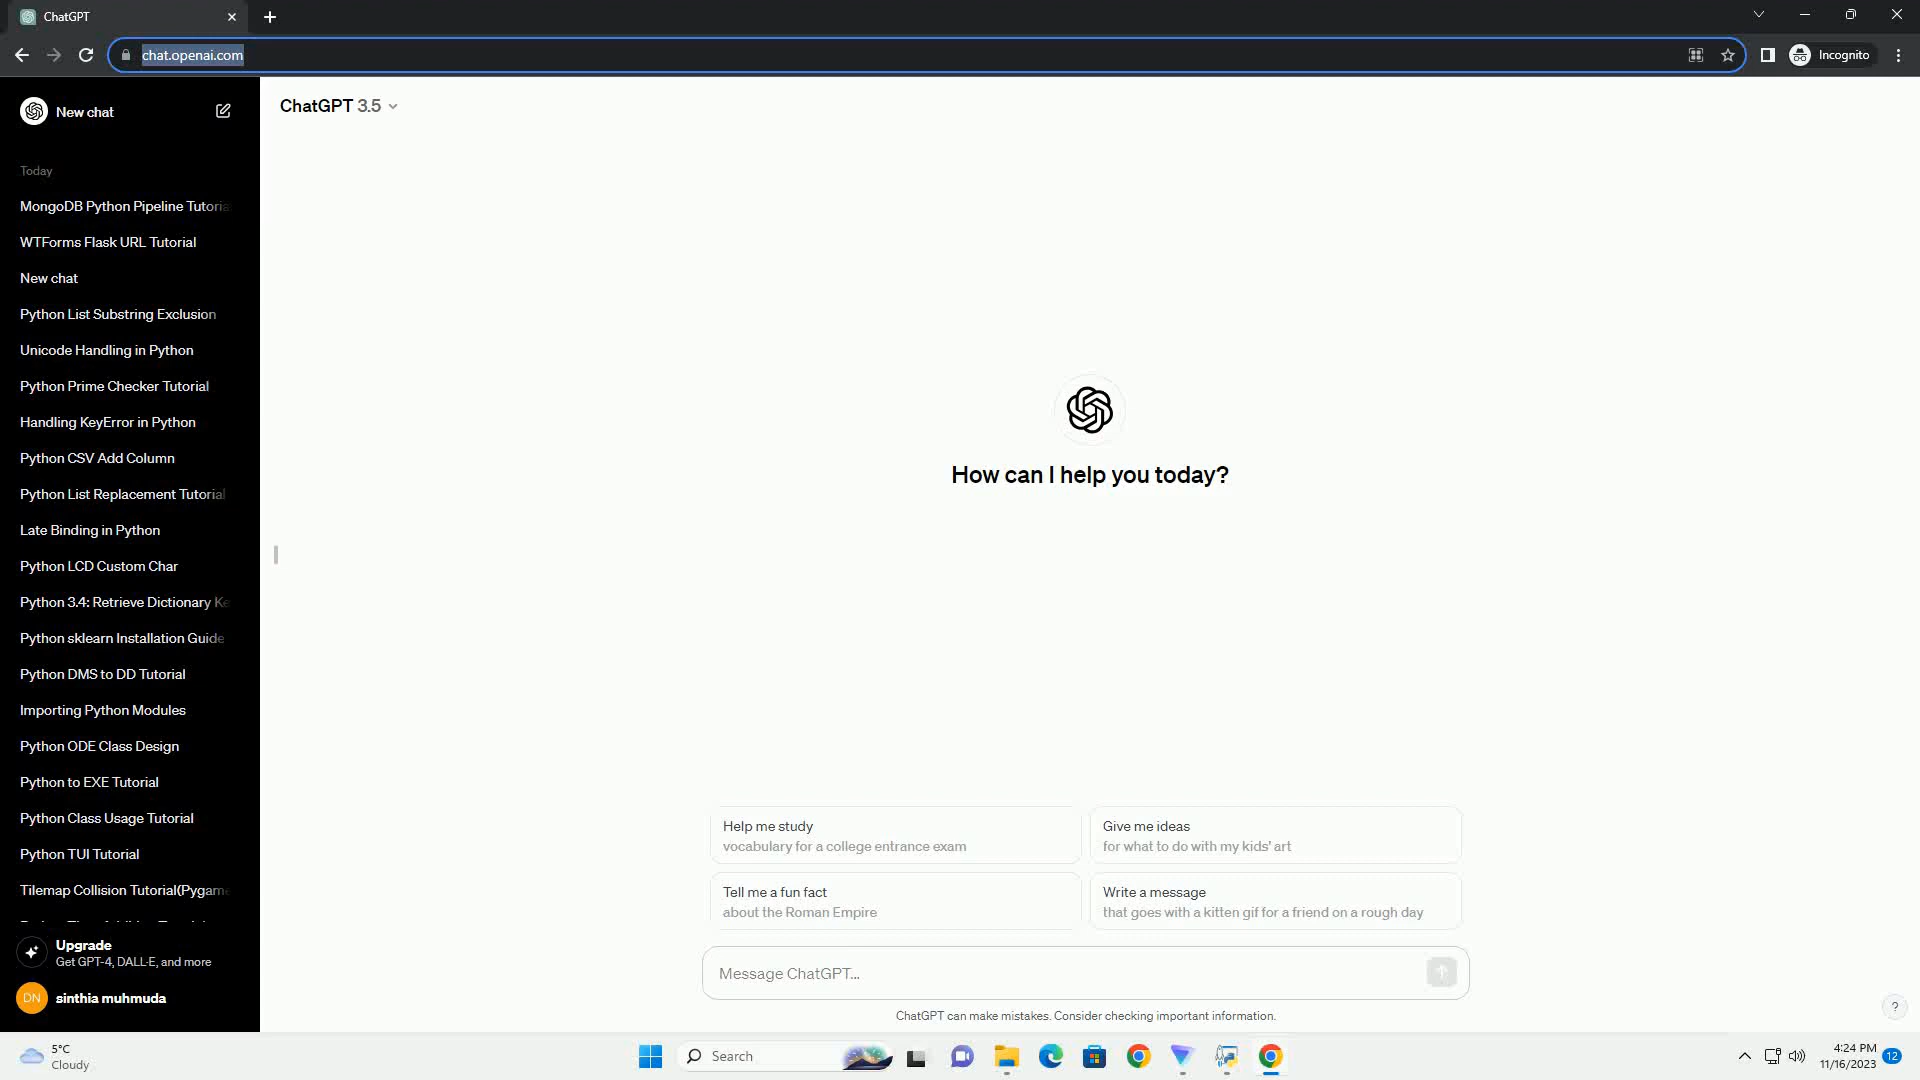 ChatGPT
chat.openai.com
Incognito
New chat
ChatGPT 3.5
Today
MongoDB Python Pipeline Tutoria
WTForms Flask URL Tutorial
New chat
Python List Substring Exclusion
Unicode Handling in Python
Python Prime Checker Tutorial
Handling KeyError in Python
Python CSV Add Column
Python List Replacement Tutorial
Late Binding in Python
Python LCD Custom Char
Python 3.4: Retrieve Dictionary Ke
Python sklearn Installation Guide
Python DMS to DD Tutorial
Importing Python Modules
Python ODE Class Design
Python to EXE Tutorial
Python Class Usage Tutorial
Python TUI Tutorial
Tilemap Collision Tutorial(Pygame
Upgrade
Get GPT-4, DALL·E, and more
DN
sinthia muhmuda
How can I help you today?
Help me study
vocabulary for a college entrance exam
Give me ideas
for what to do with my kids' art
Tell me a fun fact
about the Roman Empire
Write a message
that goes with a kitten gif for a friend on a rough day
Message ChatGPT...
ChatGPT can make mistakes. Consider checking important information.
?
5°C
Cloudy
Search
4:24 PM
11/16/2023
12